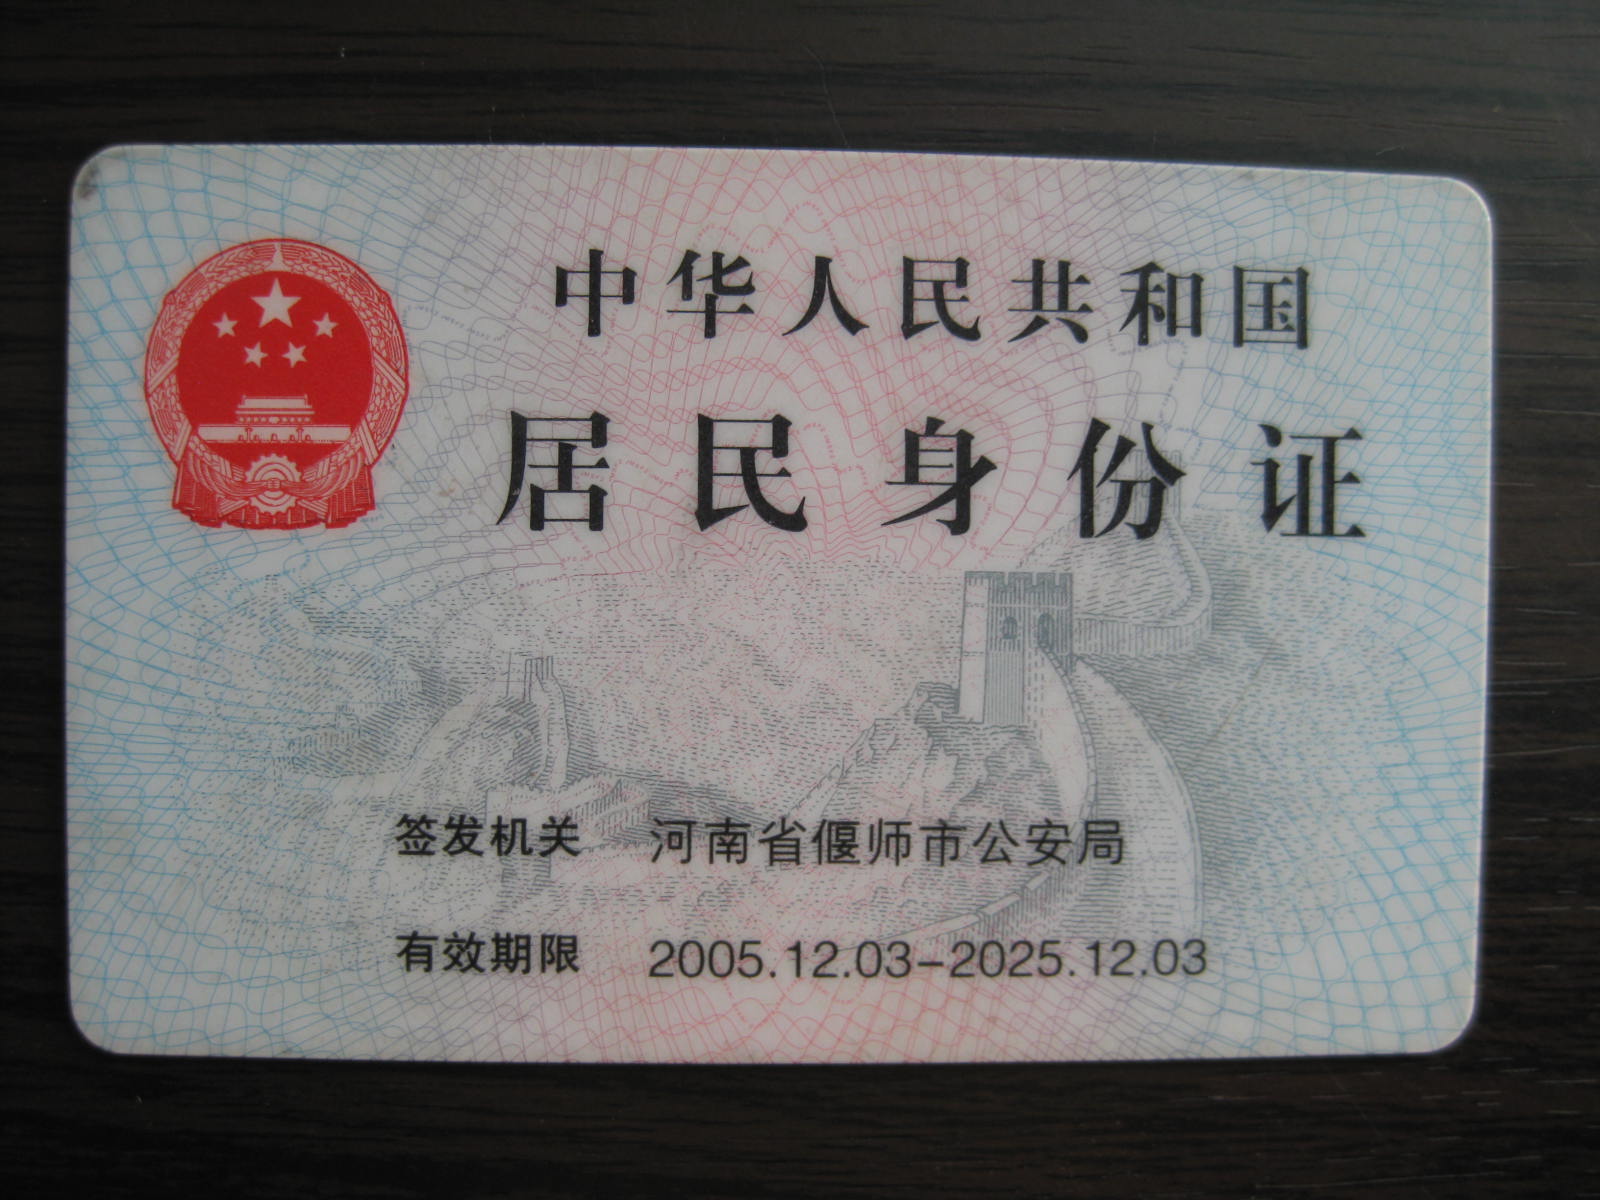 中华人民共和国
居民身份证
签发机关 河南省偃师市公安局
有效期限 2005.12.03-2025.12.03